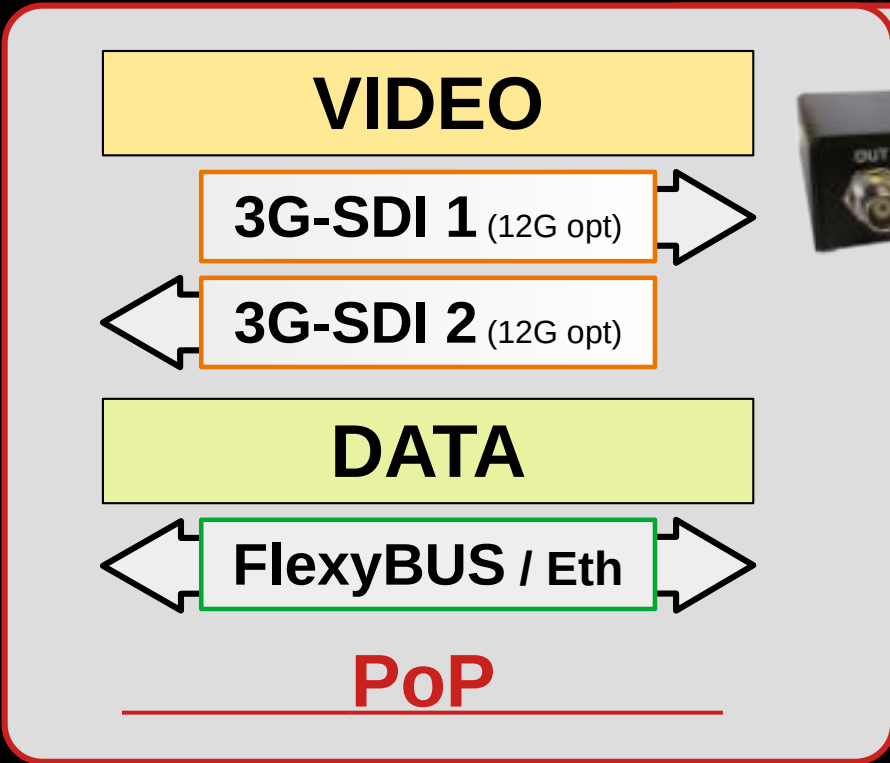 VIDEO
OUT
3G-SDI 1 (12G opt)
3G-SDI 2 (12G opt)
DATA
FlexyBUS / Eth
PoP